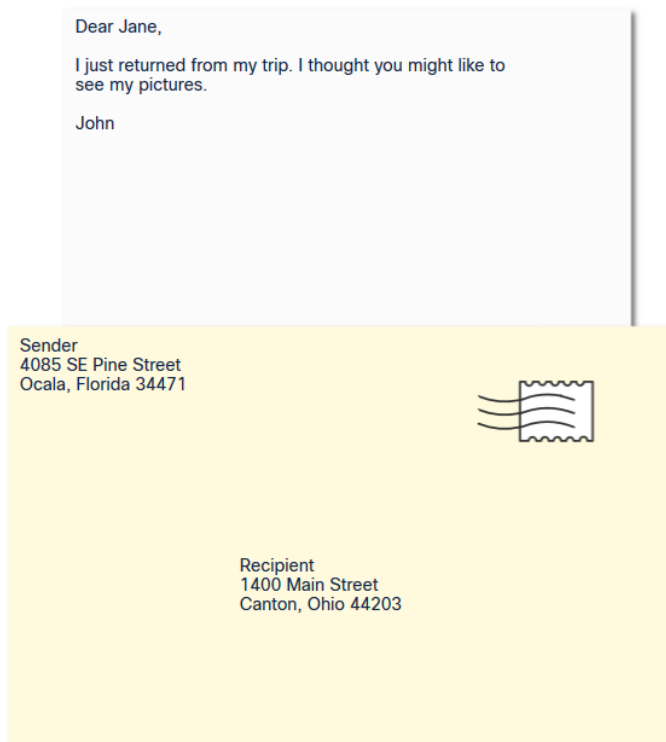 Dear Jane,
I just returned from my trip. I thought you might like to
see my pictures.
John
Sender
4085 SE Pine Street
Ocala, Florida 34471
Recipient
1400 Main Street
Canton, Ohio 44203